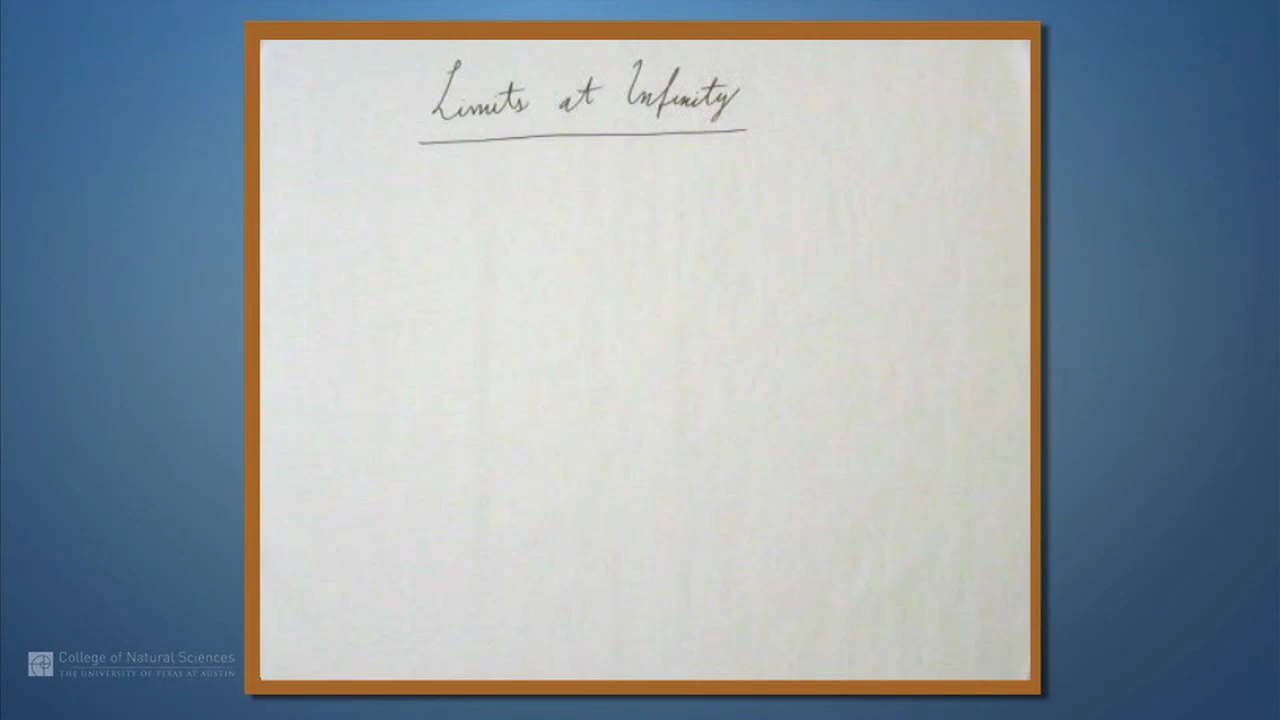 Limits at Infinity
College of Natural Sciences
THE UNIVERSITY OF TEXAS AT AUSTIN